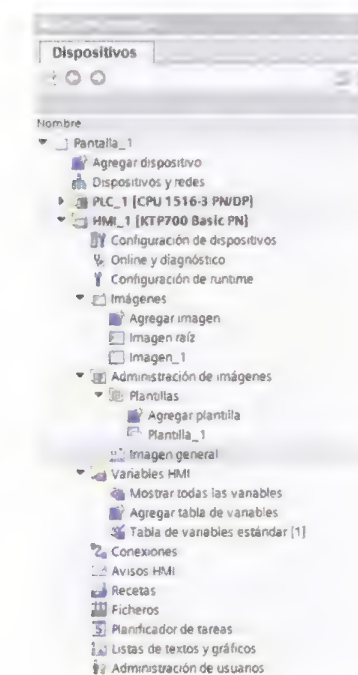 Dispositivos
Nombre
Pantalla_1
Agregar dispositivo
Dispositivos y redes
PLC_1 [CPU 1516-3 PN/DP]
HMI_1 [KTP700 Basic PN]
Configuración de dispositivos
Online y diagnóstico
Configuración de runtime
Imágenes
Agregar imagen
Imagen raíz
Imagen_1
Administración de imágenes
Plantillas
Agregar plantilla
Plantilla_1
Imagen general
Variables HMI
Mostrar todas las variables
Agregar tabla de variables
Tabla de variables estándar [1]
Conexiones
Avisos HMI
Recetas
Ficheros
Planificador de tareas
Listas de textos y gráficos
Administración de usuarios